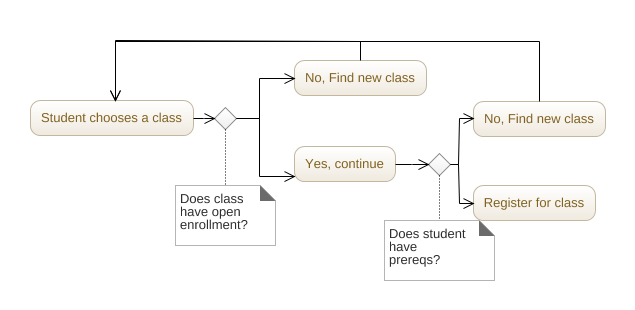 No, Find new class
Student chooses a class
No, Find new class
Yes, continue
Does class
have open
enrollment?
Register for class
Does student
have
prereqs?